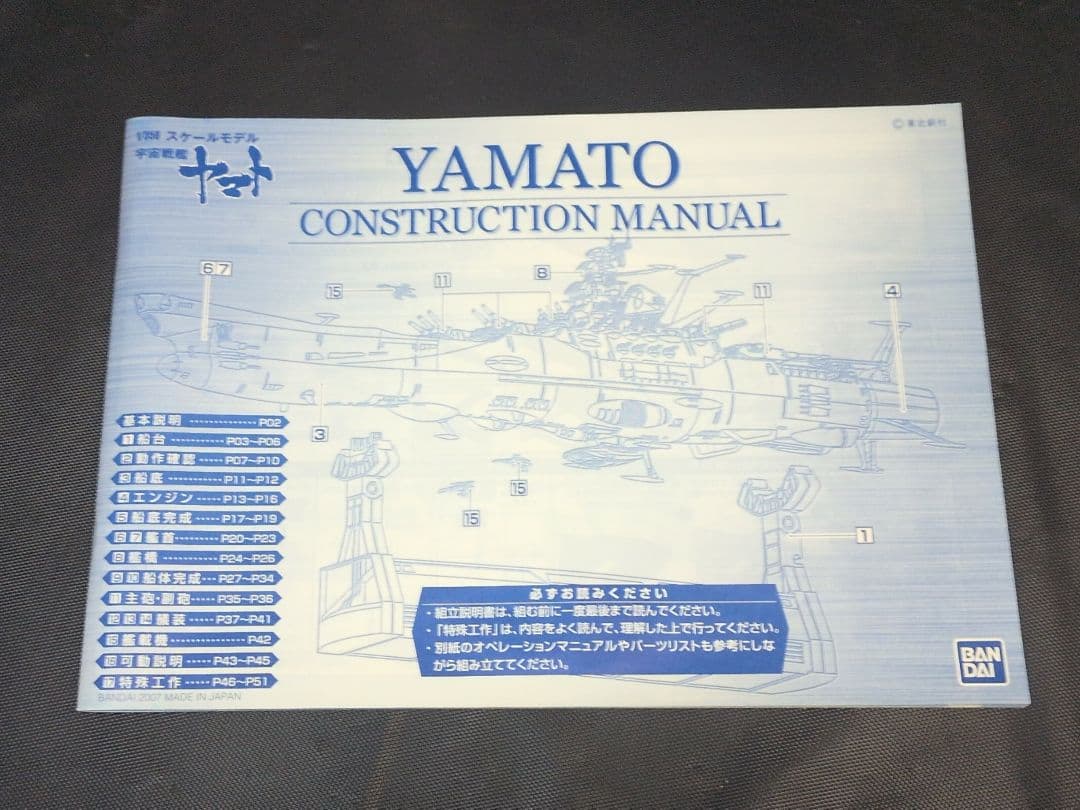 1/350 スケールモデル
宇宙戦艦
ヤマト
© 東北新社
YAMATO
CONSTRUCTION MANUAL
6 7
15
11
8
11
4
3
15
15
1
基本説明 P02
1 船台 P03~P06
2 動作確認 P07~P10
3 船底 P11~P12
4 エンジン P13~P16
5 船底完成 P17~P19
6 7 艦首 P20~P23
8 艦橋 P24~P26
9 10 船体完成 P27~P34
11 主砲・副砲 P35~P36
12 13 14 艤装 P37~P41
15 艦載機 P42
16 可動説明 P43~P45
17 特殊工作 P46~P51
BANDAI 2007 MADE IN JAPAN
必ずお読みください
・組立説明書は、組む前に一度最後まで読んでください。
・「特殊工作」は、内容をよく読んで、理解した上で行ってください。
・別紙のオペレーションマニュアルやパーツリストも参考にしな
がら組み立ててください。
BAN
DAI